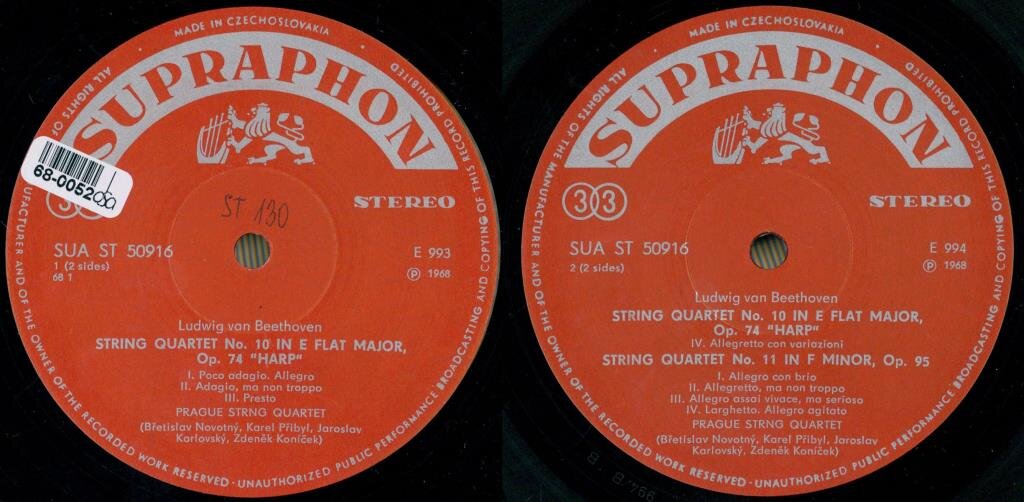 MADE IN CZECHOSLOVAKIA
ALL RIGHTS OF UFACTURER AND OF THE OWNER OF THE RECORDED WORK RESERVED - UNAUTHORIZED PUBLIC PERFORMANCE BROADCASTING AND COPYING OF THIS RECORD PROHIBITED
SUPRAPHON
68-0052
33
ST 130
STEREO
SUA ST 50916
E 993
1 (2 sides)
68 1
Ⓟ 1968
Ludwig van Beethoven
STRING QUARTET No. 10 IN E FLAT MAJOR,
Op. 74 "HARP"
I. Poco adagio. Allegro
II. Adagio, ma non troppo
III. Presto
PRAGUE STRNG QUARTET
(Břetislav Novotný, Karel Přibyl, Jaroslav
Karlovský, Zdeněk Koníček)
MADE IN CZECHOSLOVAKIA
ALL RIGHTS OF THE MANUFACTURER AND OF THE OWNER OF THE RECORDED WORK RESERVED - UNAUTHORIZED PUBLIC PERFORMANCE BROADCASTING AND COPYING OF THIS RECORD PROHIBITED
SUPRAPHON
33
STEREO
SUA ST 50916
E 994
2 (2 sides)
Ⓟ 1968
Ludwig van Beethoven
STRING QUARTET No. 10 IN E FLAT MAJOR,
Op. 74 "HARP"
IV. Allegretto con variazioni
STRING QUARTET No. 11 IN F MINOR, Op. 95
I. Allegro con brio
II. Allegretto, ma non troppo
III. Allegro assai vivace, ma serioso
IV. Larghetto. Allegro agitato
PRAGUE STRNG QUARTET
(Břetislav Novotný, Karel Přibyl, Jaroslav
Karlovský, Zdeněk Koníček)